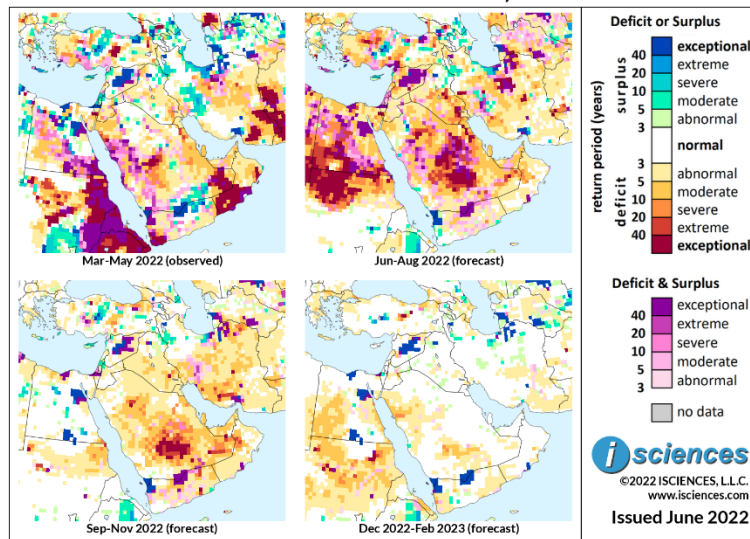 Mar-May 2022 (observed)
Jun-Aug 2022 (forecast)
Sep-Nov 2022 (forecast)
Dec 2022-Feb 2023 (forecast)
Deficit or Surplus
return period (years)
surplus
deficit
40
20
10
5
3
3
5
10
20
40
exceptional
extreme
severe
moderate
abnormal
normal
abnormal
moderate
severe
extreme
exceptional
Deficit & Surplus
40
20
10
5
3
exceptional
extreme
severe
moderate
abnormal
no data
i sciences
©2022 ISCIENCES, L.L.C.
www.isciences.com
Issued June 2022